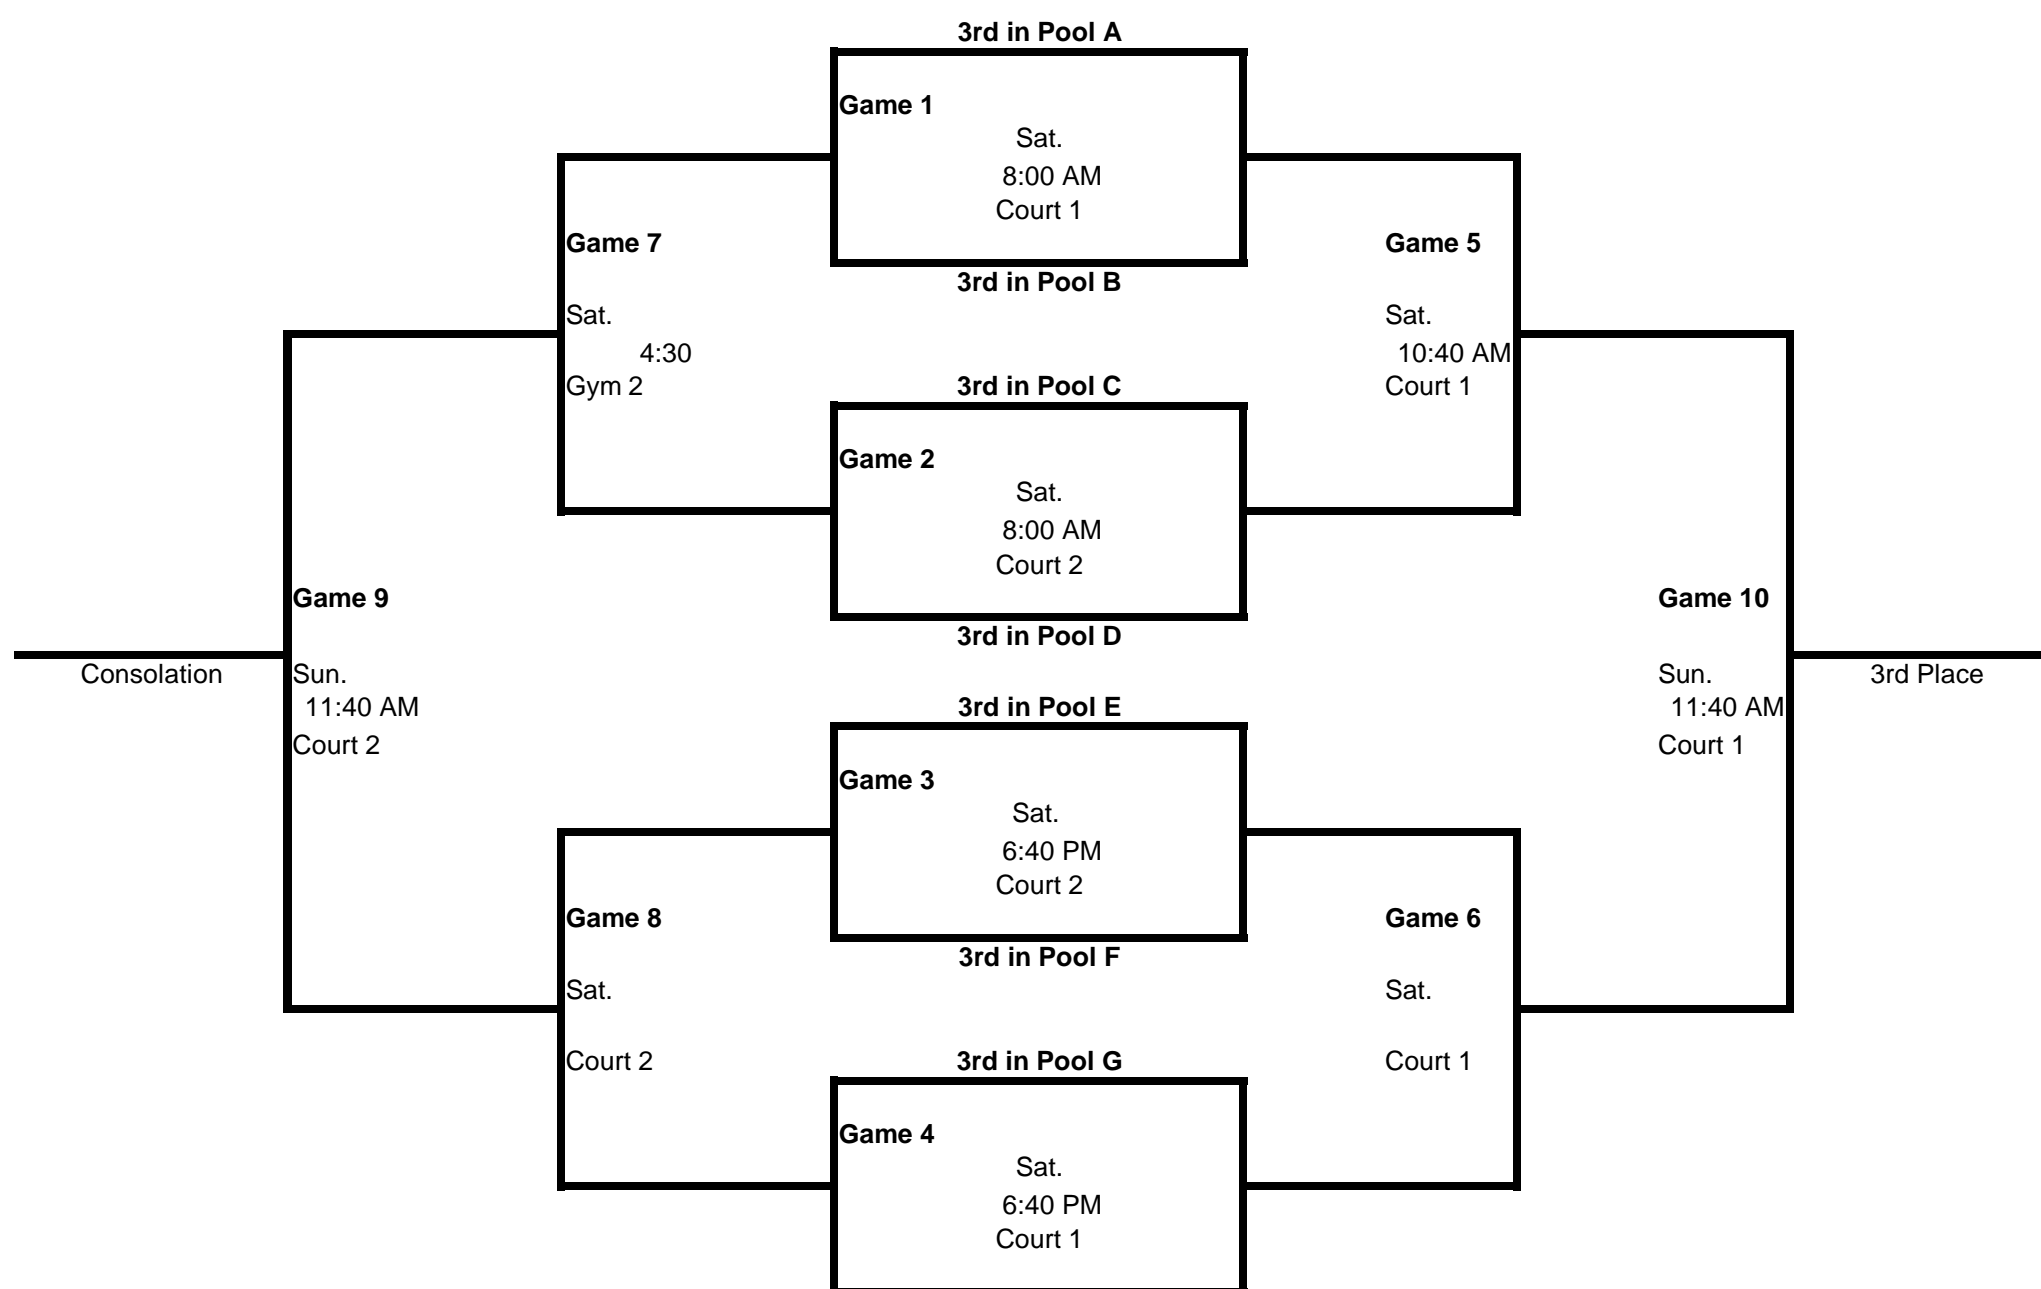 3rd in Pool A
Game 1
Sat.
8:00 AM
Court 1
Game 7
Game 5
3rd in Pool B
Sat.
Sat.
4:30
10:40 AM
Gym 2
3rd in Pool C
Court 1
Game 2
Sat.
8:00 AM
Court 2
Game 9
Game 10
3rd in Pool D
Consolation
Sun.
Sun.
3rd Place
11:40 AM
3rd in Pool E
11:40 AM
Court 2
Court 1
Game 3
Sat.
6:40 PM
Court 2
Game 8
Game 6
3rd in Pool F
Sat.
Sat.
Court 2
3rd in Pool G
Court 1
Game 4
Sat.
6:40 PM
Court 1